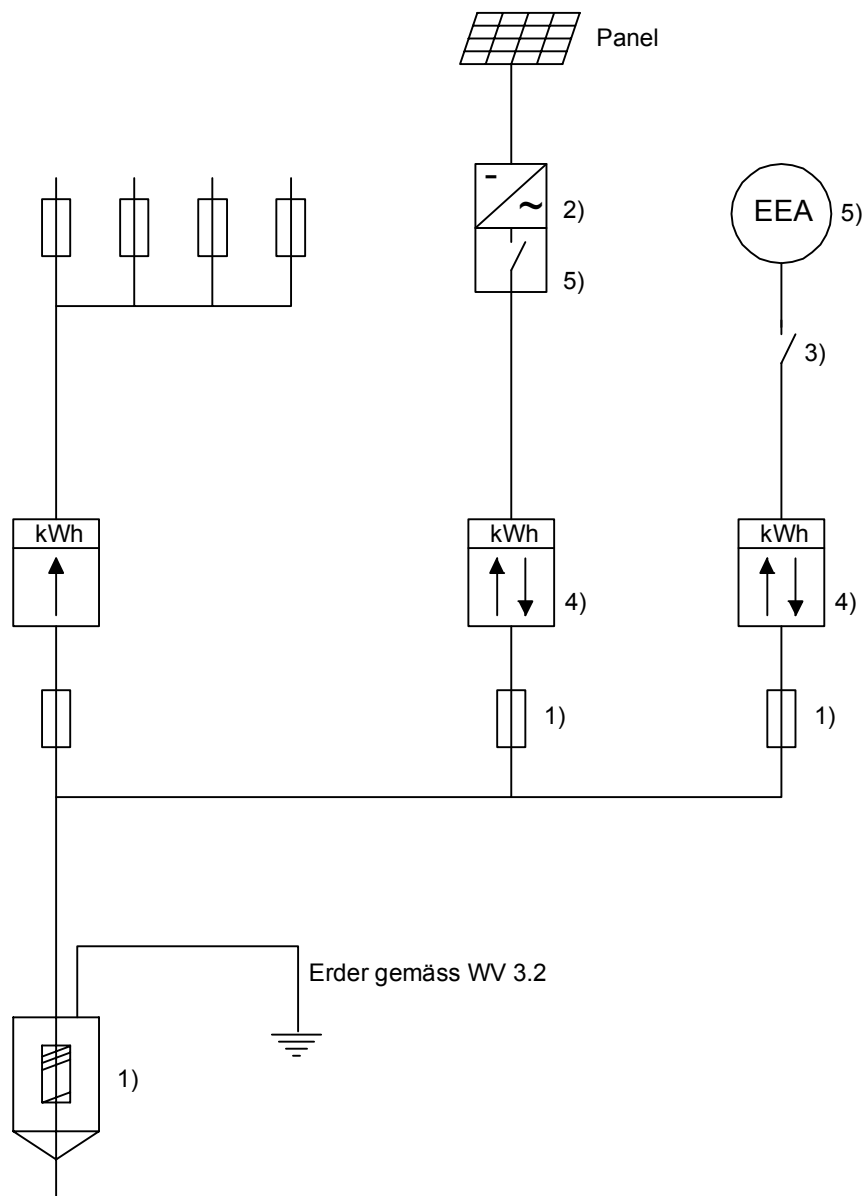 Panel
-
~
2)
5)
EEA
5)
3)
kWh
kWh
kWh
4)
4)
1)
1)
Erder gemäss WV 3.2
1)